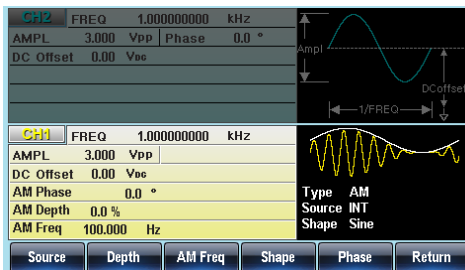 CH2 FREQ 1.000000000 kHz
AMPL 3.000 VPP Phase 0.0 °
DC Offset 0.00 VDC
Ampl
DCoffset
1/FREQ
CH1 FREQ 1.000000000 kHz
AMPL 3.000 VPP
DC Offset 0.00 VDC
AM Phase 0.0 °
AM Depth 0.0 %
AM Freq 100.000 Hz
Type AM
Source INT
Shape Sine
Source Depth AM Freq Shape Phase Return